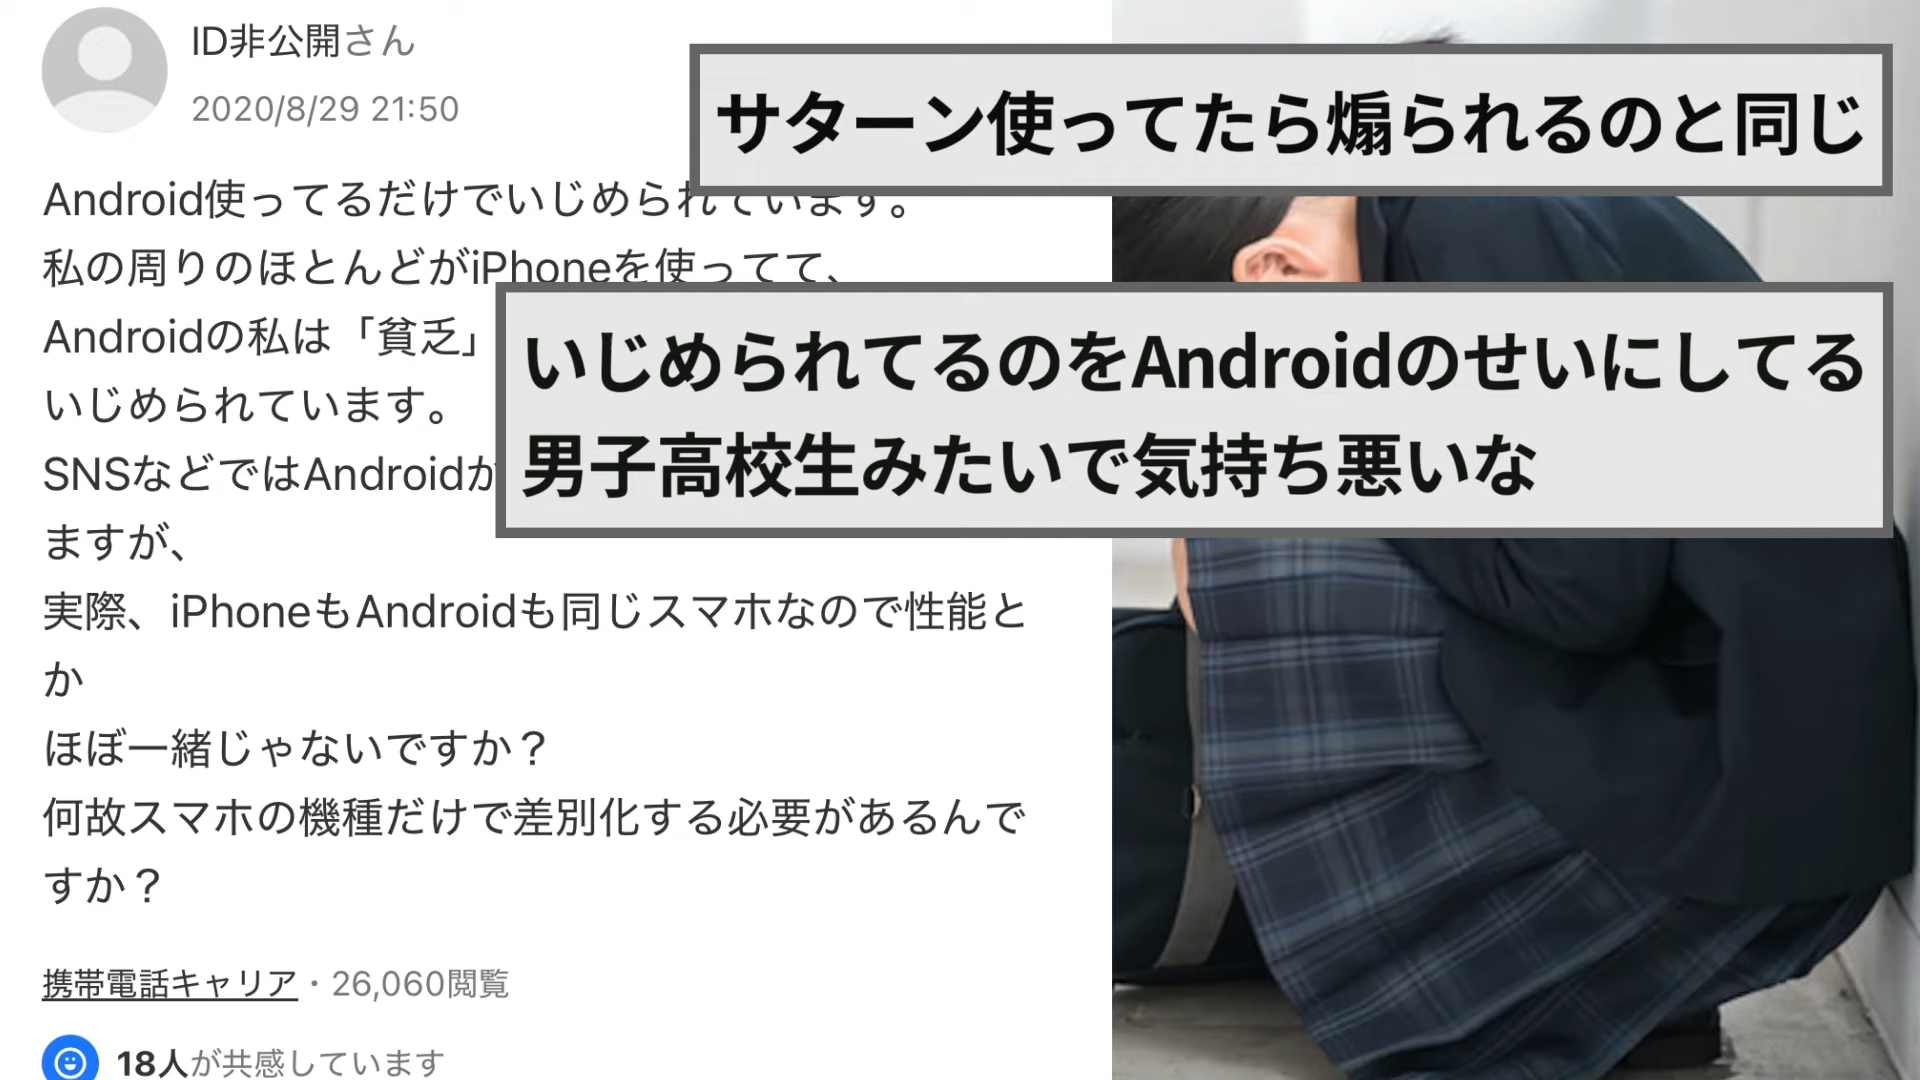 ID非公開さん
2020/8/29 21:50
サターン使ってたら煽られるのと同じ
Android使ってるだけでいじめられています。
私の周りのほとんどがiPhoneを使ってて、
Androidの私は「貧乏」
いじめられています。
SNSなどではAndroidか
ますが、
実際、iPhoneもAndroidも同じスマホなので性能と
か
ほぼ一緒じゃないですか？
何故スマホの機種だけで差別化する必要があるんで
すか？
いじめられてるのをAndroidのせいにしてる
男子高校生みたいで気持ち悪いな
携帯電話キャリア・26,060閲覧
18人が共感しています